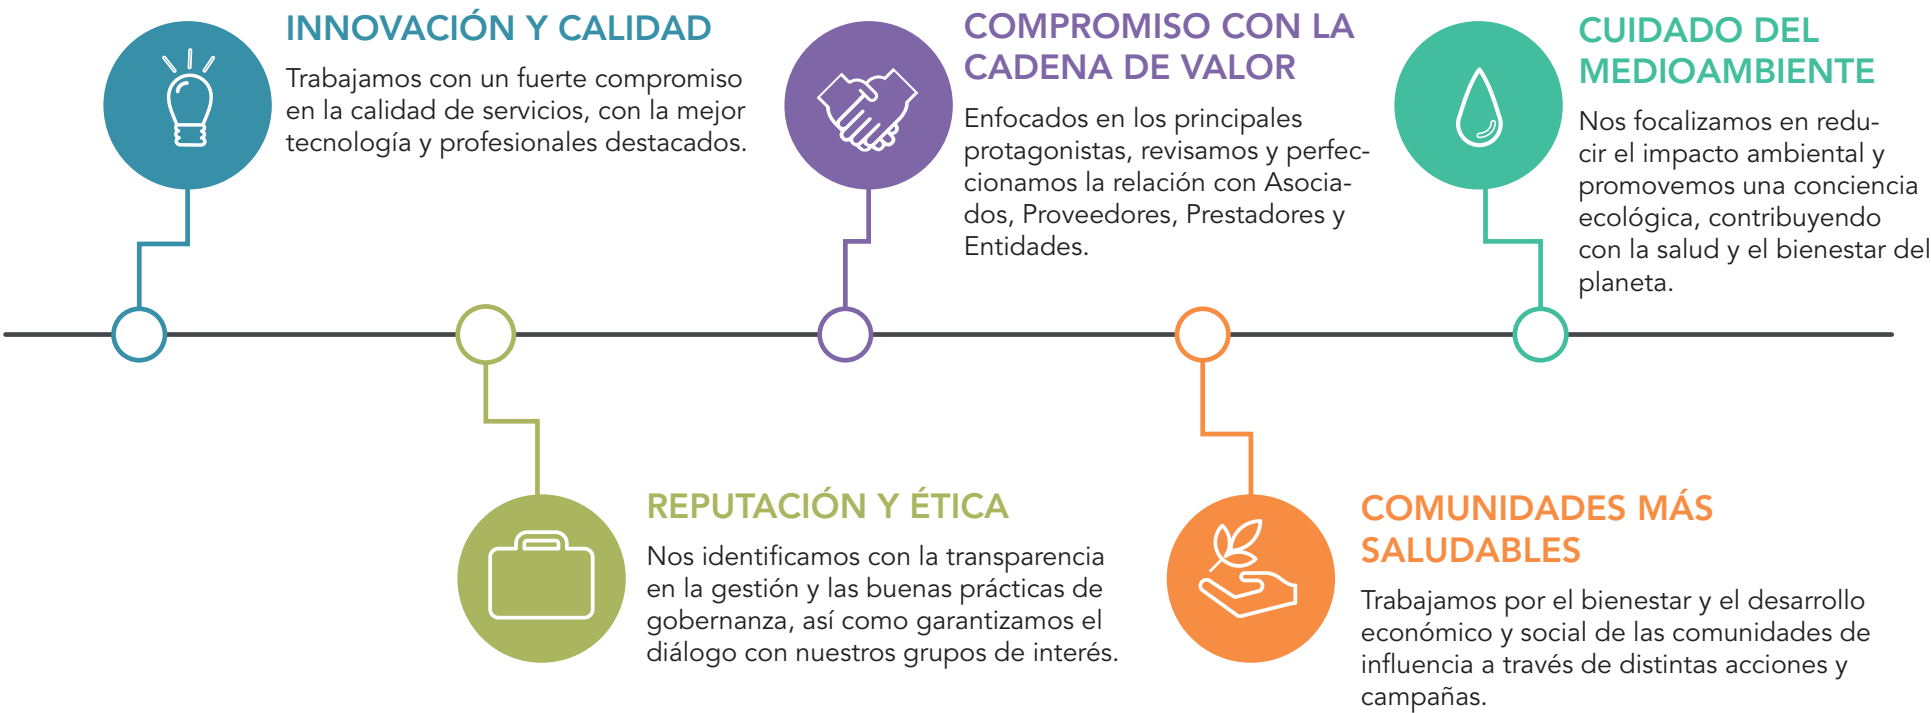 INNOVACIÓN Y CALIDAD
Trabajamos con un fuerte compromiso
en la calidad de servicios, con la mejor
tecnología y profesionales destacados.
COMPROMISO CON LA
CADENA DE VALOR
Enfocados en los principales
protagonistas, revisamos y perfec-
cionamos la relación con Asocia-
dos, Proveedores, Prestadores y
Entidades.
CUIDADO DEL
MEDIOAMBIENTE
Nos focalizamos en redu-
cir el impacto ambiental y
promovemos una conciencia
ecológica, contribuyendo
con la salud y el bienestar del
planeta.
REPUTACIÓN Y ÉTICA
Nos identificamos con la transparencia
en la gestión y las buenas prácticas de
gobernanza, así como garantizamos el
diálogo con nuestros grupos de interés.
COMUNIDADES MÁS
SALUDABLES
Trabajamos por el bienestar y el desarrollo
económico y social de las comunidades de
influencia a través de distintas acciones y
campañas.